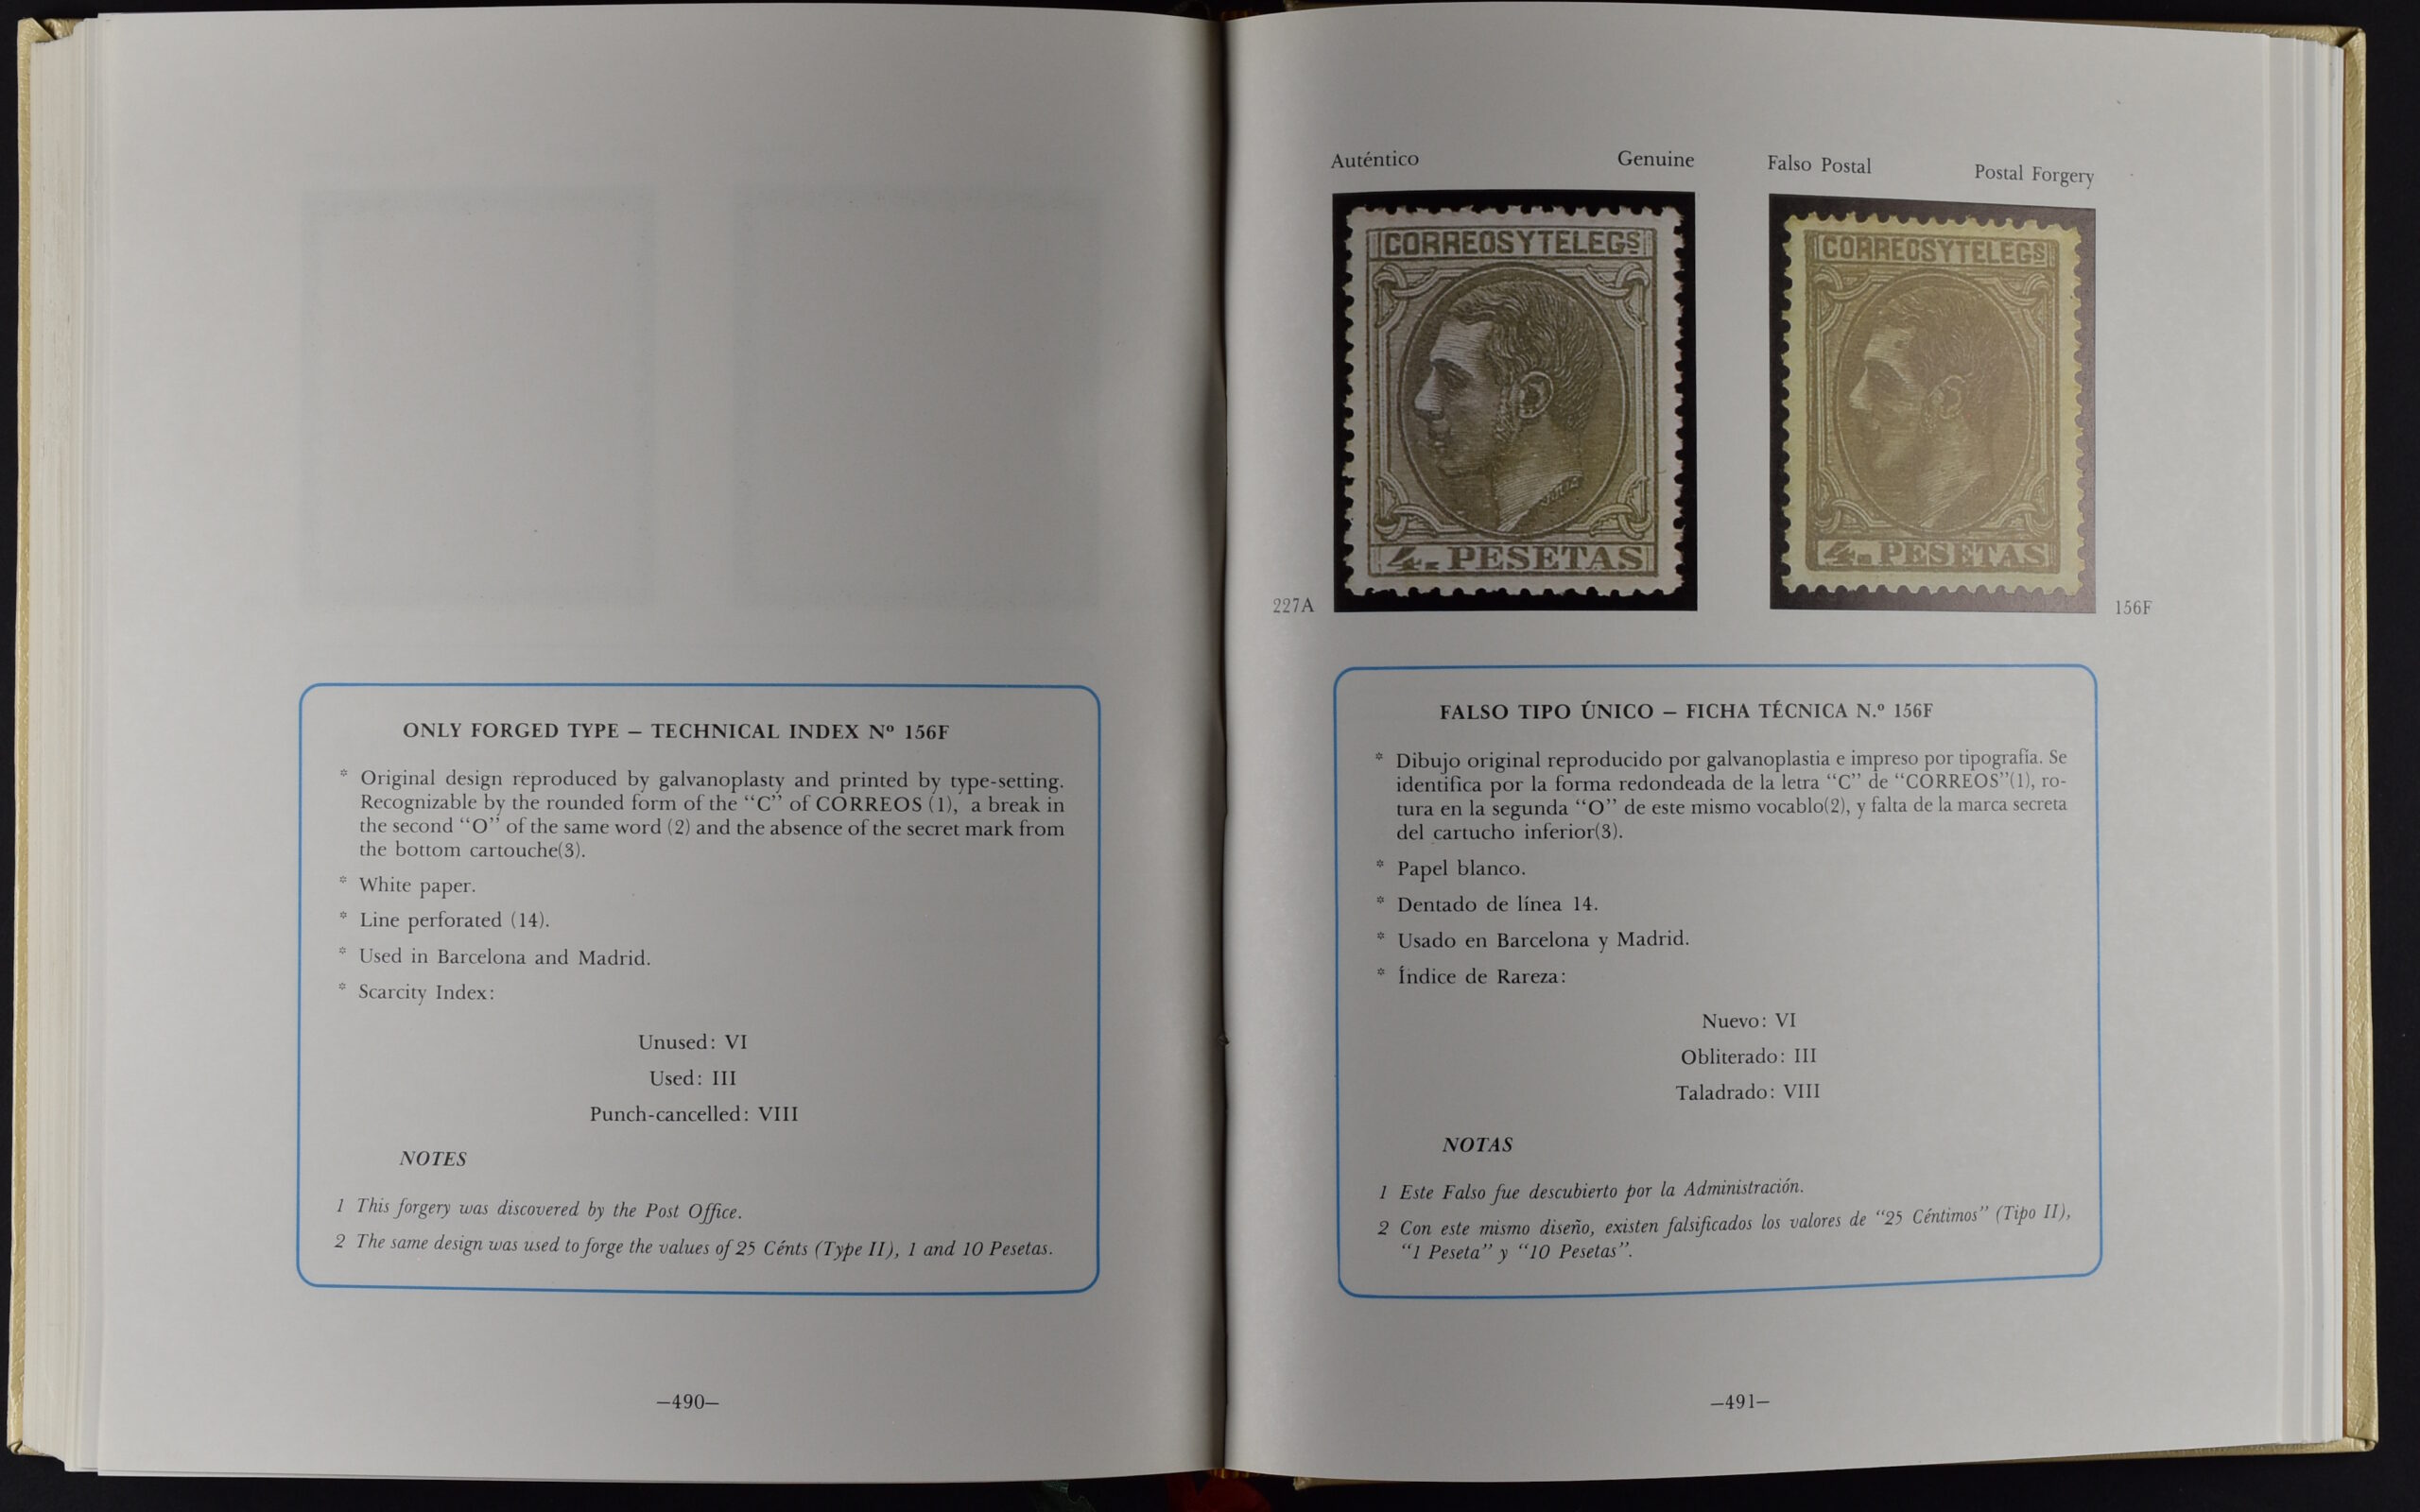 ONLY FORGED TYPE — TECHNICAL INDEX Nº 156F
* Original design reproduced by galvanoplasty and printed by type-setting.
Recognizable by the rounded form of the “C” of CORREOS (1), a break in
the second “O” of the same word (2) and the absence of the secret mark from
the bottom cartouche(3).
* White paper.
* Line perforated (14).
* Used in Barcelona and Madrid.
* Scarcity Index:
Unused: VI
Used: III
Punch-cancelled: VIII
NOTES
1 This forgery was discovered by the Post Office.
2 The same design was used to forge the values of 25 Cénts (Type II), 1 and 10 Pesetas.
—490—
Auténtico Genuine Falso Postal Postal Forgery
CORREOS Y TELEGS
4. PESETAS
CORREOS Y TELEGS
4. PESETAS
227A
156F
FALSO TIPO ÚNICO — FICHA TÉCNICA N.º 156F
* Dibujo original reproducido por galvanoplastia e impreso por tipografía. Se
identifica por la forma redondeada de la letra “C” de “CORREOS”(1), ro-
tura en la segunda “O” de este mismo vocablo(2), y falta de la marca secreta
del cartucho inferior(3).
* Papel blanco.
* Dentado de línea 14.
* Usado en Barcelona y Madrid.
* Índice de Rareza:
Nuevo: VI
Obliterado: III
Taladrado: VIII
NOTAS
1 Este Falso fue descubierto por la Administración.
2 Con este mismo diseño, existen falsificados los valores de “25 Céntimos” (Tipo II),
“1 Peseta” y “10 Pesetas”.
—491—